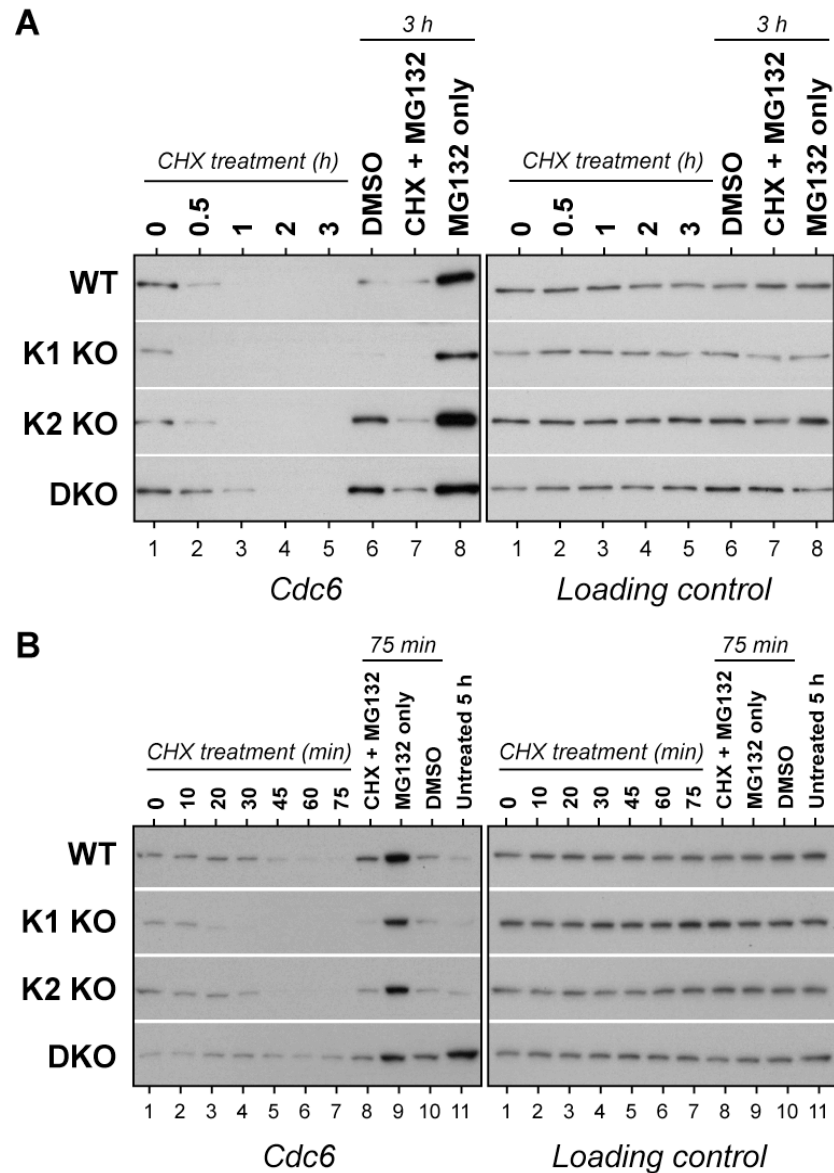 A
3 h
3 h
CHX treatment (h)
DMSO
CHX + MG132
MG132 only
CHX treatment (h)
DMSO
CHX + MG132
MG132 only
0 0.5 1 2 3
0 0.5 1 2 3
WT
K1 KO
K2 KO
DKO
1 2 3 4 5 6 7 8
1 2 3 4 5 6 7 8
Cdc6
Loading control
B
75 min
75 min
CHX treatment (min)
CHX + MG132
MG132 only
DMSO
Untreated 5 h
CHX treatment (min)
CHX + MG132
MG132 only
DMSO
Untreated 5 h
0 10 20 30 45 60 75
0 10 20 30 45 60 75
WT
K1 KO
K2 KO
DKO
1 2 3 4 5 6 7 8 9 10 11
1 2 3 4 5 6 7 8 9 10 11
Cdc6
Loading control